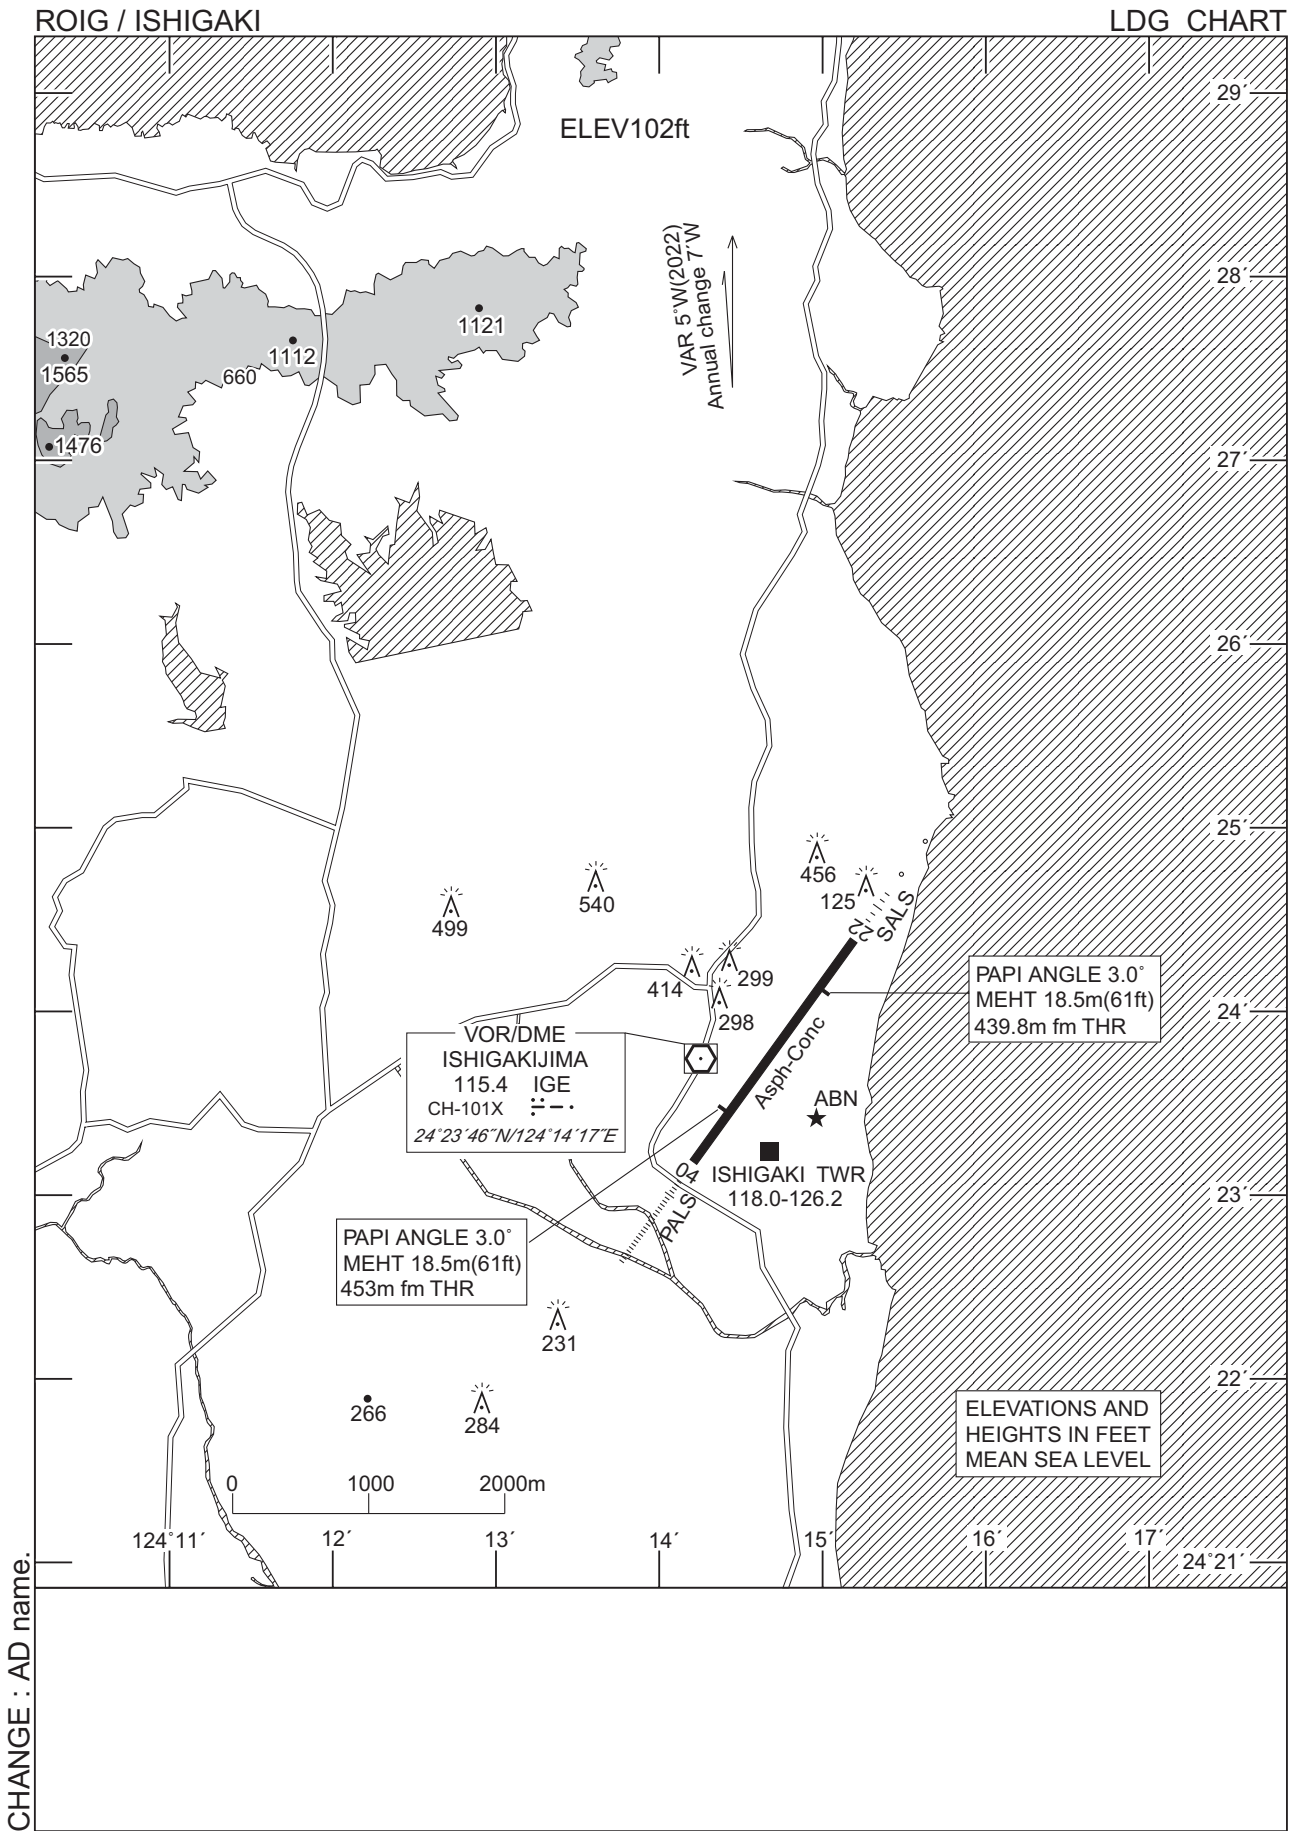 ROIG / ISHIGAKI
LDG CHART
29´
ELEV102ft
VAR 5°W(2022)
Annual change 7´W
28´
1121
1320
1565
1112
660
1476
27´
26´
25´
456
125
540
499
22
SALS
414
299
298
PAPI ANGLE 3.0°
MEHT 18.5m(61ft)
439.8m fm THR
24´
VOR/DME
ISHIGAKIJIMA
115.4 IGE
CH-101X
24°23´46˝N/124°14´17˝E
Asph-Conc
ABN
04
PALS
ISHIGAKI TWR
118.0-126.2
23´
PAPI ANGLE 3.0°
MEHT 18.5m(61ft)
453m fm THR
231
22´
266
284
ELEVATIONS AND
HEIGHTS IN FEET
MEAN SEA LEVEL
0 1000 2000m
124°11´ 12´ 13´ 14´ 15´ 16´ 17´
24°21´
CHANGE : AD name.